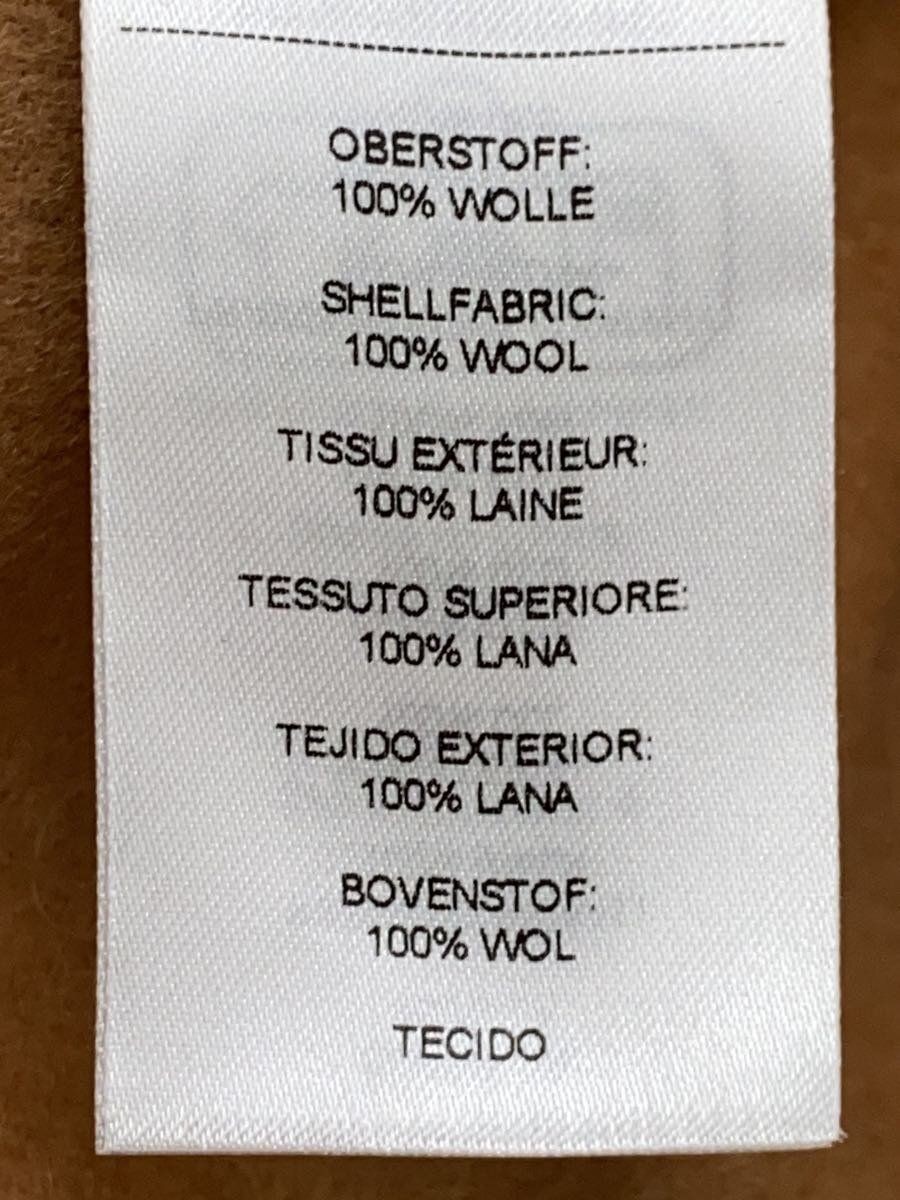 OBERSTOFF:
100% WOLLE
SHELLFABRIC:
100% WOOL
TISSU EXTÉRIEUR:
100% LAINE
TESSUTO SUPERIORE:
100% LANA
TEJIDO EXTERIOR:
100% LANA
BOVENSTOF:
100% WOL
TECIDO